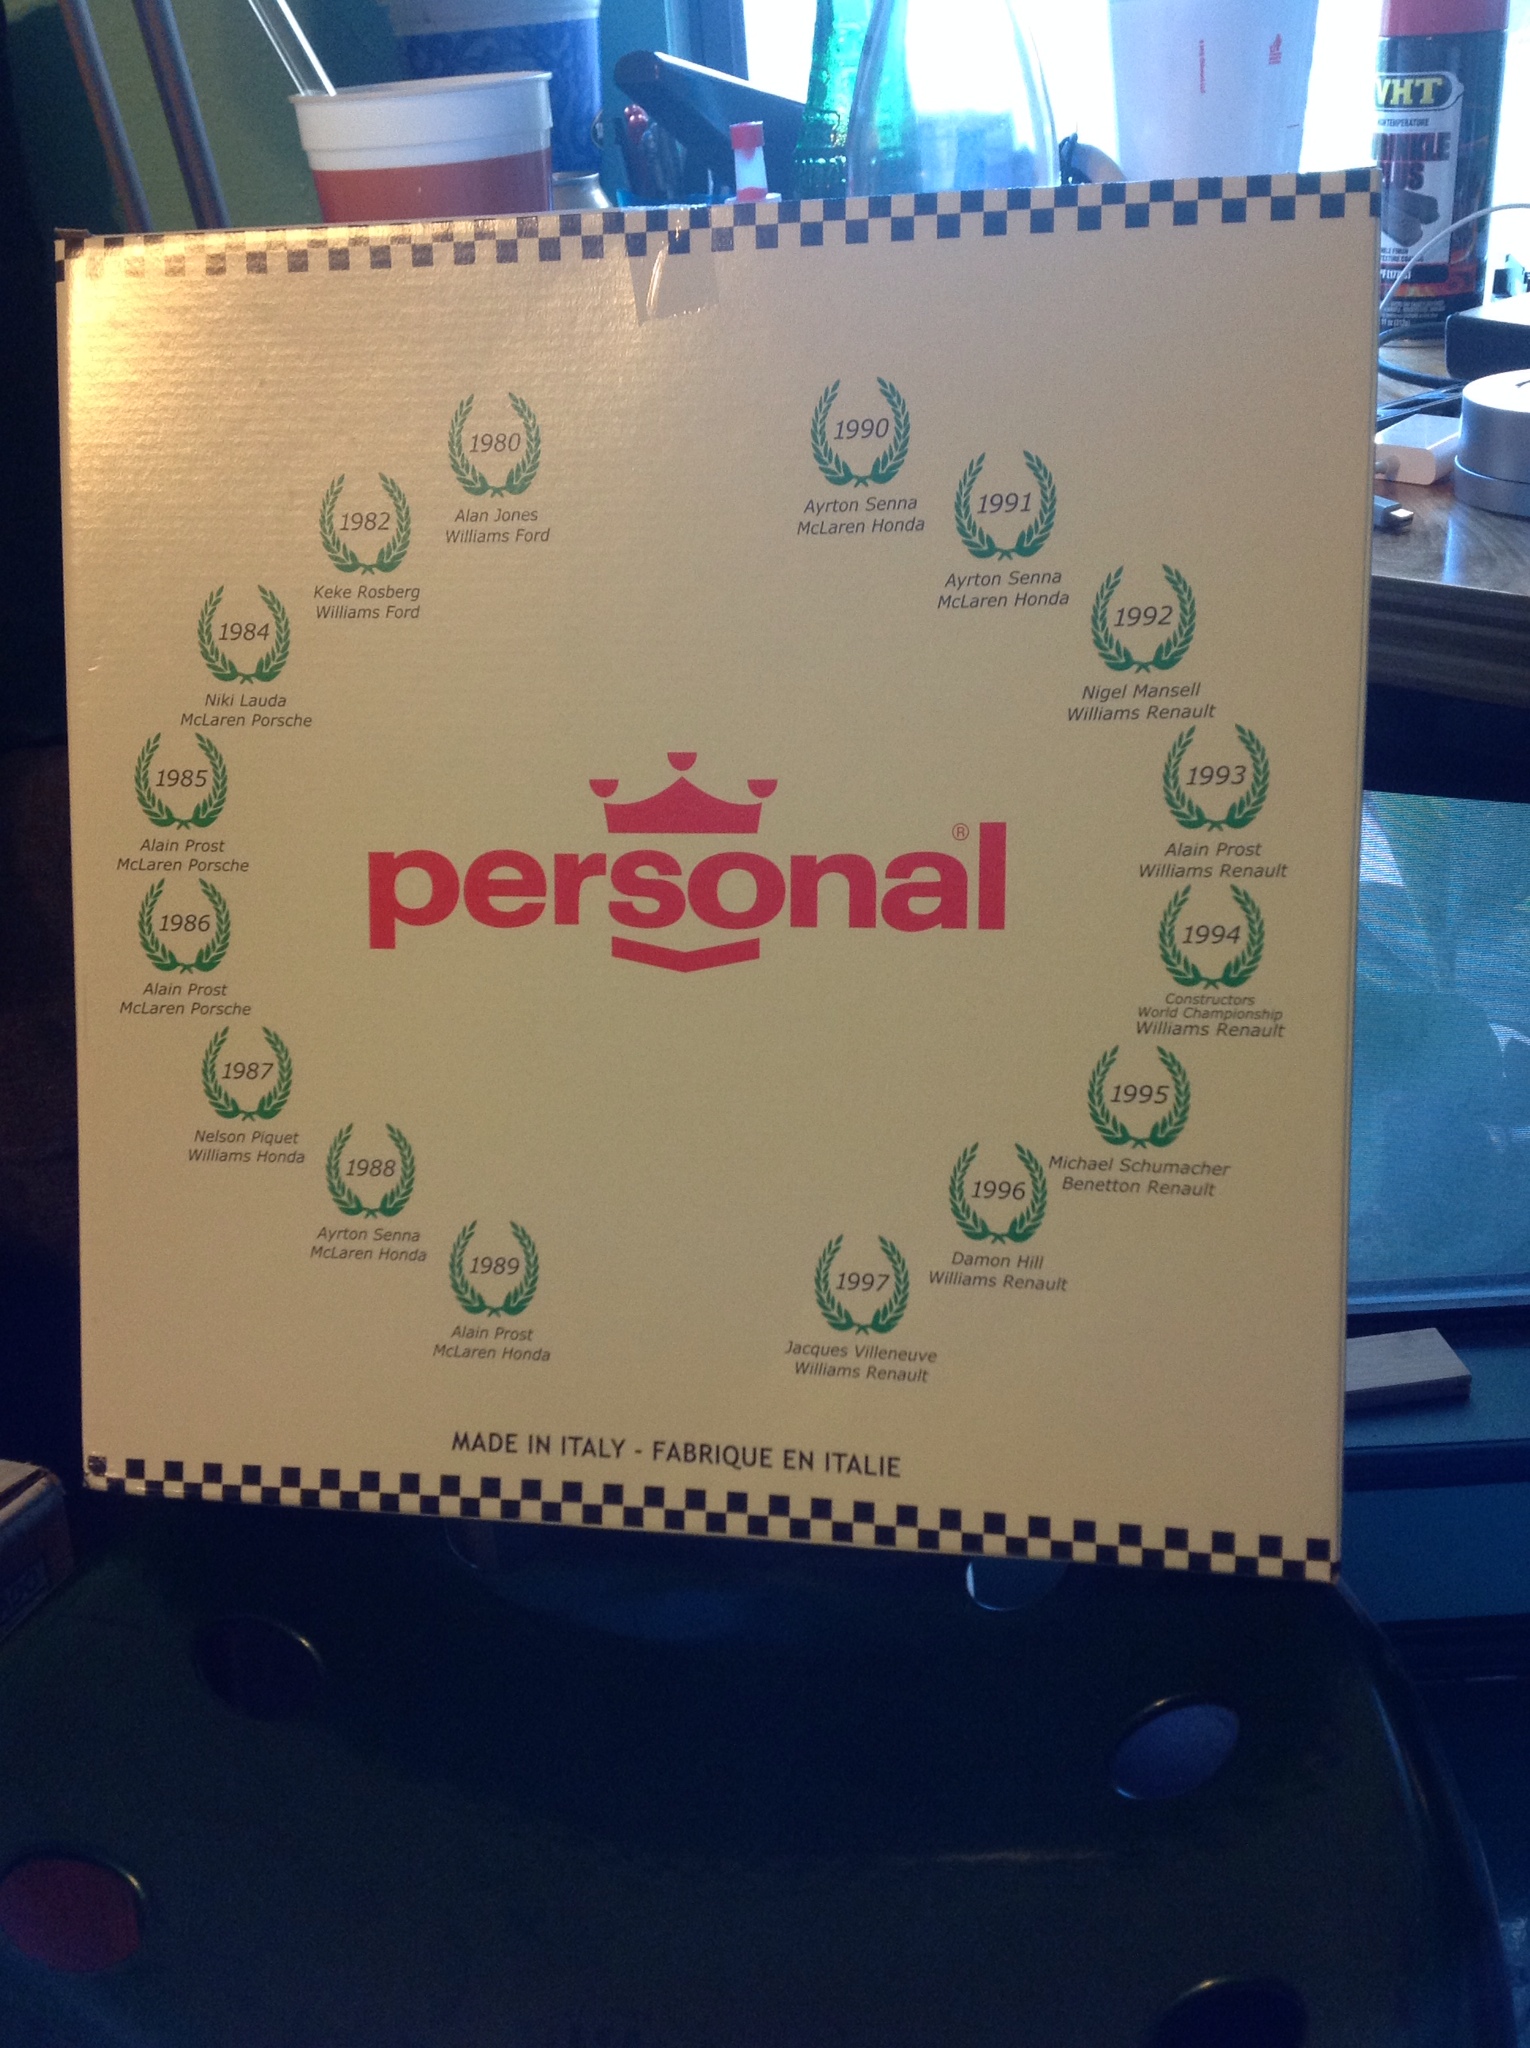 VHT
1980
Alan Jones
Williams Ford
1982
Keke Rosberg
Williams Ford
1984
Niki Lauda
McLaren Porsche
1985
Alain Prost
McLaren Porsche
1986
Alain Prost
McLaren Porsche
1987
Nelson Piquet
Williams Honda
1988
Ayrton Senna
McLaren Honda
1989
Alain Prost
McLaren Honda
personal®
1990
Ayrton Senna
McLaren Honda
1991
Ayrton Senna
McLaren Honda
1992
Nigel Mansell
Williams Renault
1993
Alain Prost
Williams Renault
1994
Constructors
World Championship
Williams Renault
1995
Michael Schumacher
Benetton Renault
1996
Damon Hill
Williams Renault
1997
Jacques Villeneuve
Williams Renault
MADE IN ITALY - FABRIQUE EN ITALIE